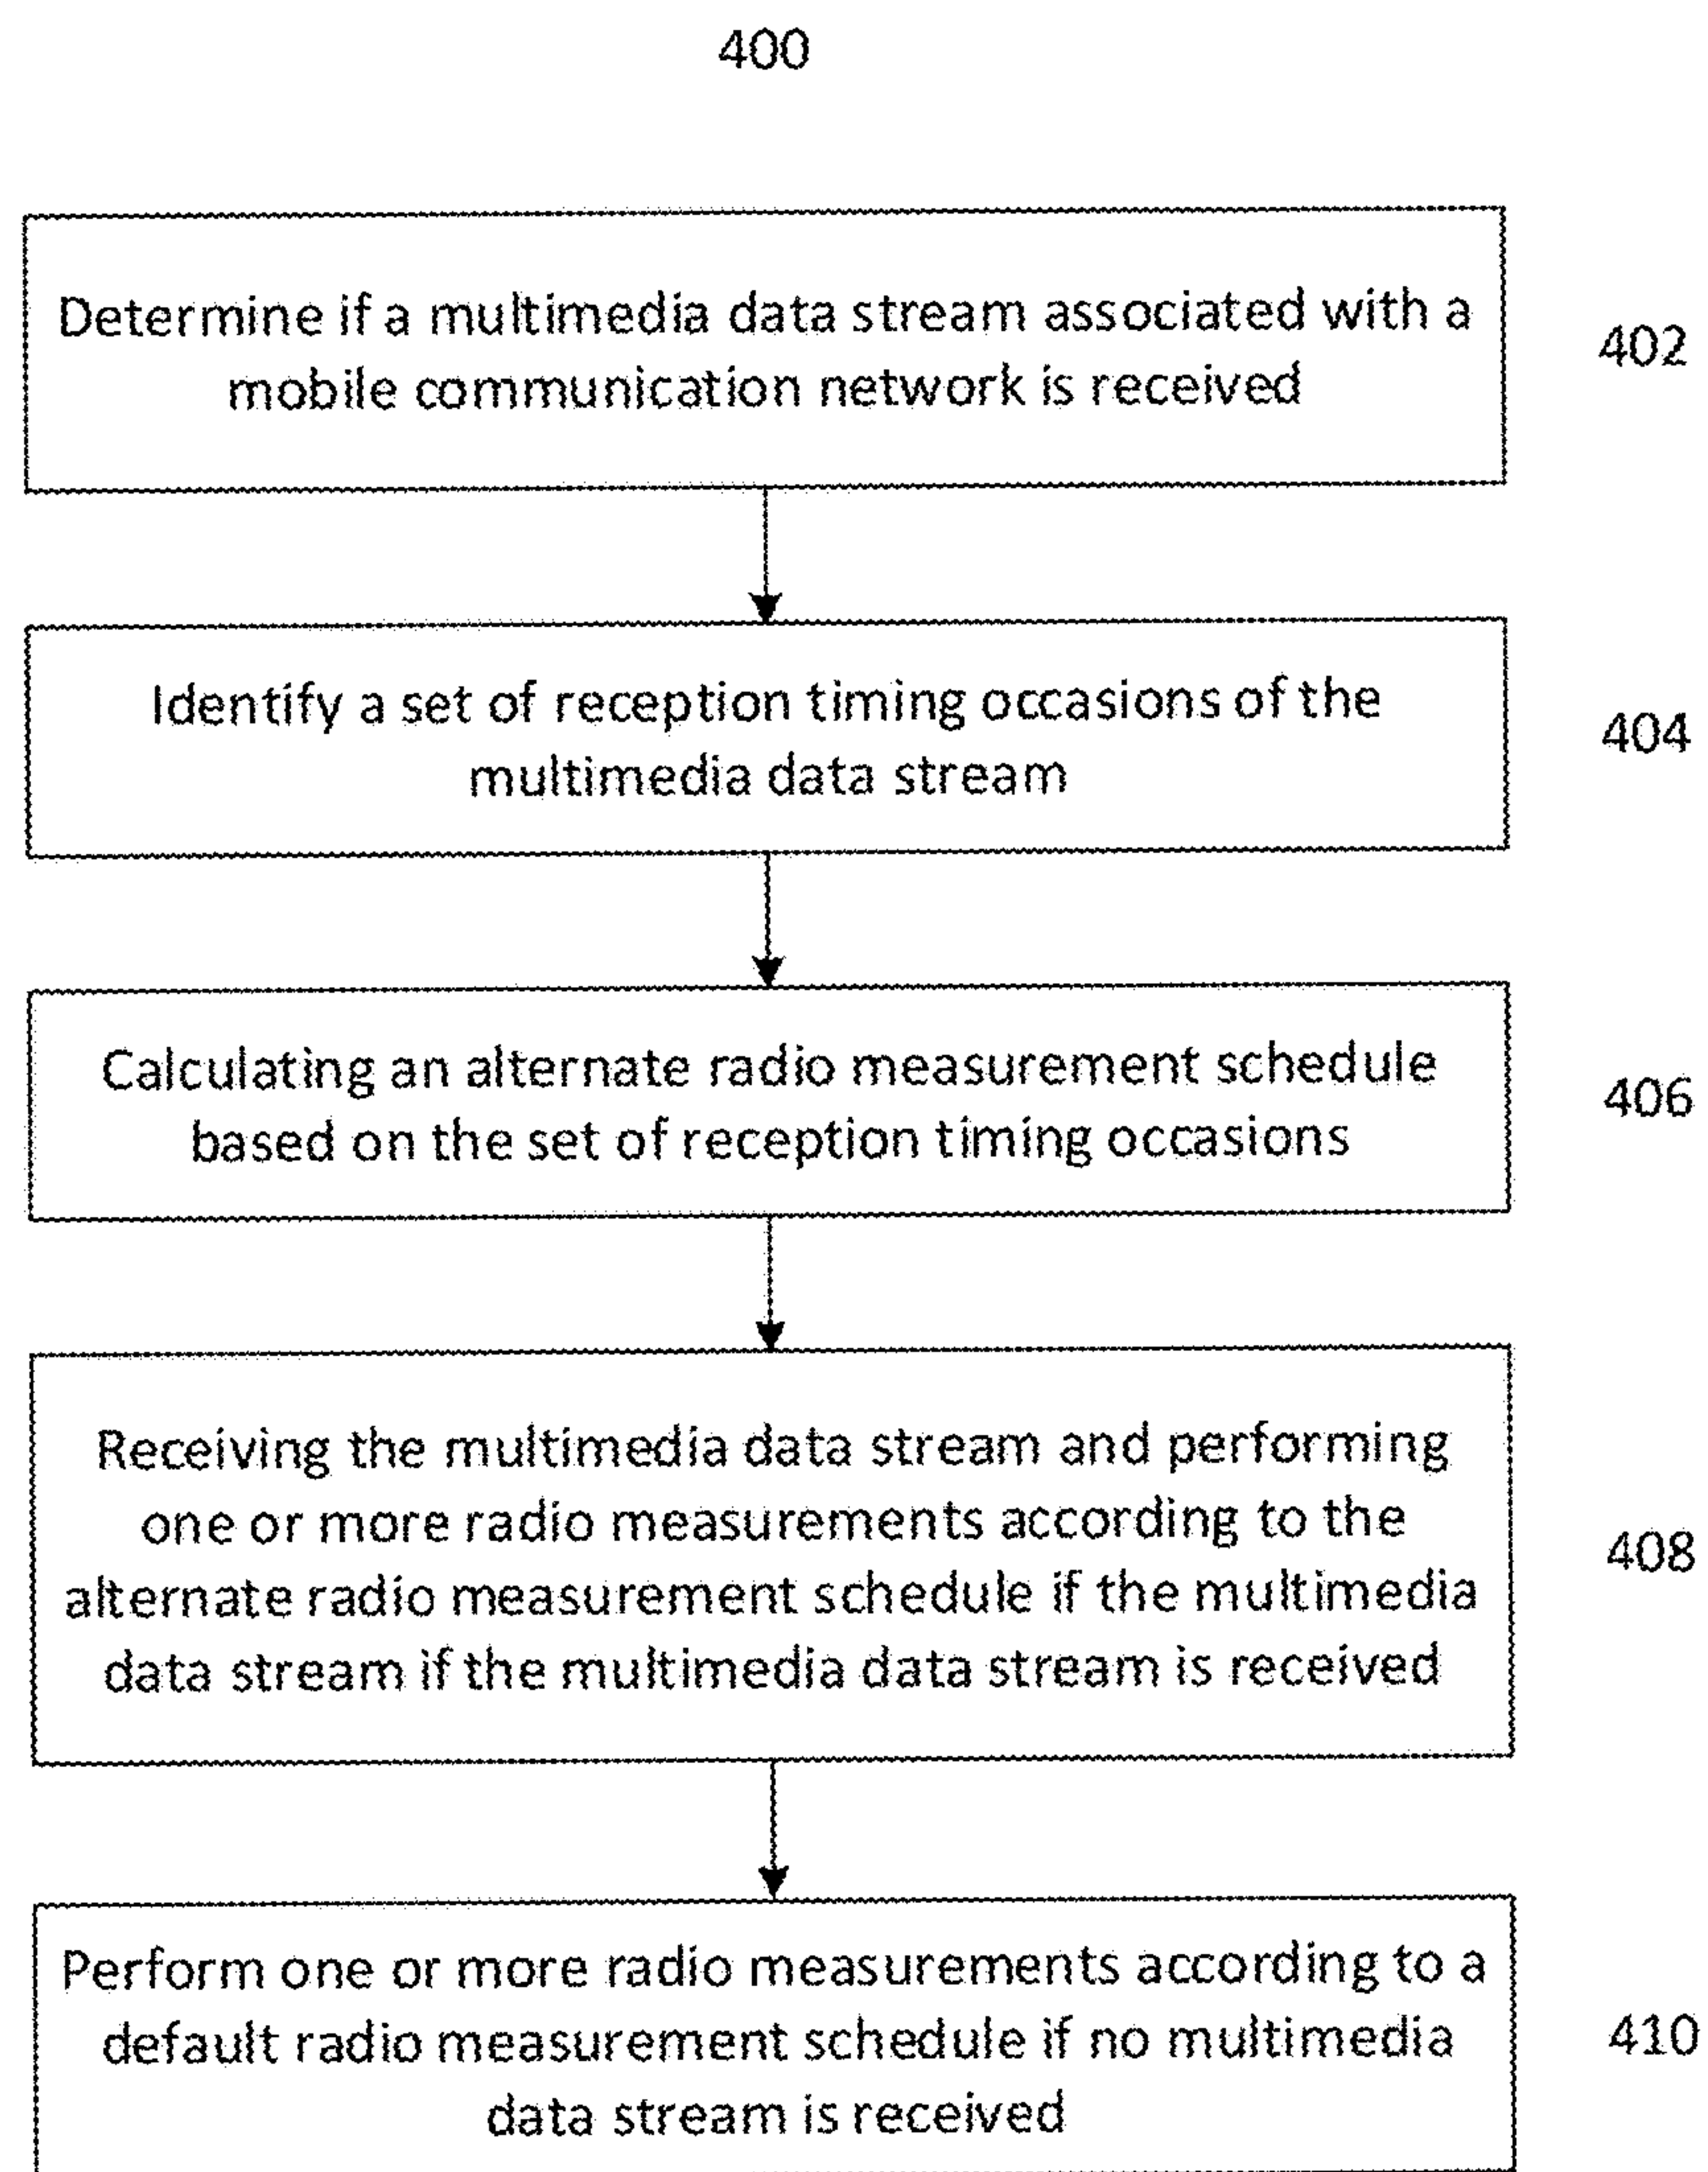 400
Determine if a multimedia data stream associated with a
mobile communication network is received
402
Identify a set of reception timing occasions of the
multimedia data stream
404
Calculating an alternate radio measurement schedule
based on the set of reception timing occasions
406
Receiving the multimedia data stream and performing
one or more radio measurements according to the
alternate radio measurement schedule if the multimedia
data stream if the multimedia data stream is received
408
Perform one or more radio measurements according to a
default radio measurement schedule if no multimedia
data stream is received
410